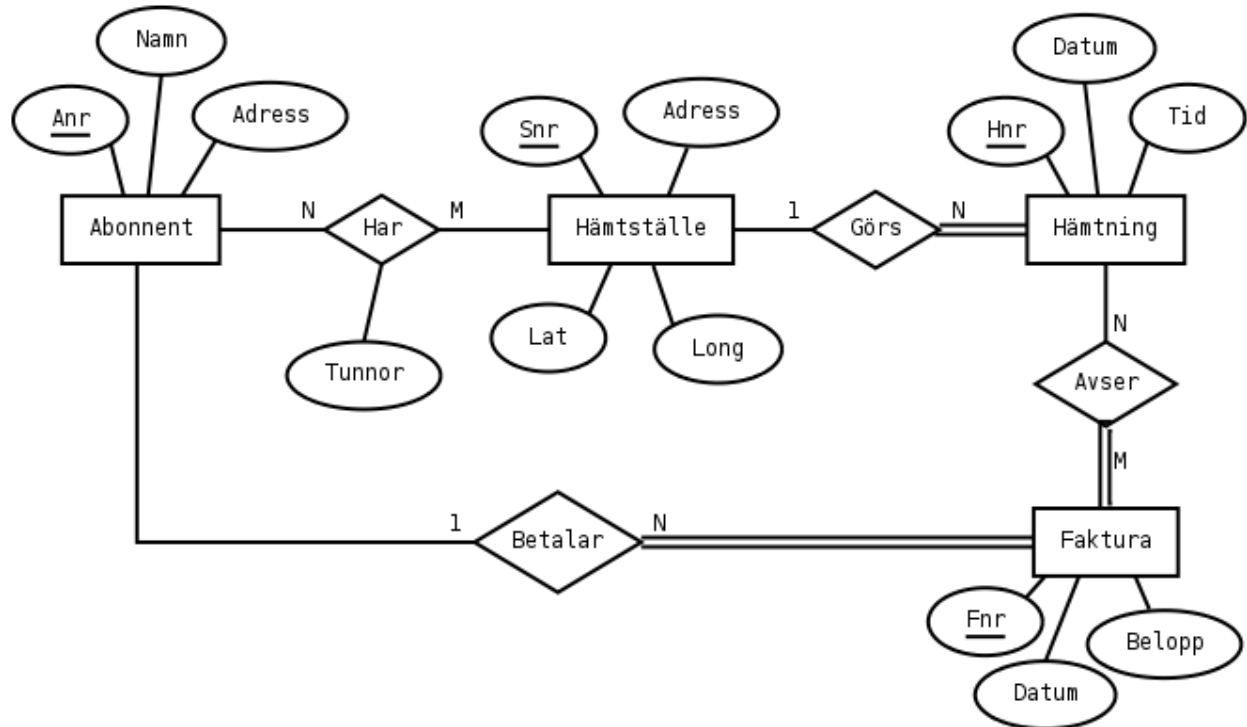 Namn
Datum
Anr
Adress
Snr
Adress
Hnr
Tid
Abonnent
N
Har
M
Hämtställe
1
Görs
N
Hämtning
Tunnor
Lat
Long
N
Avser
M
1
Betalar
N
Faktura
Fnr
Belopp
Datum